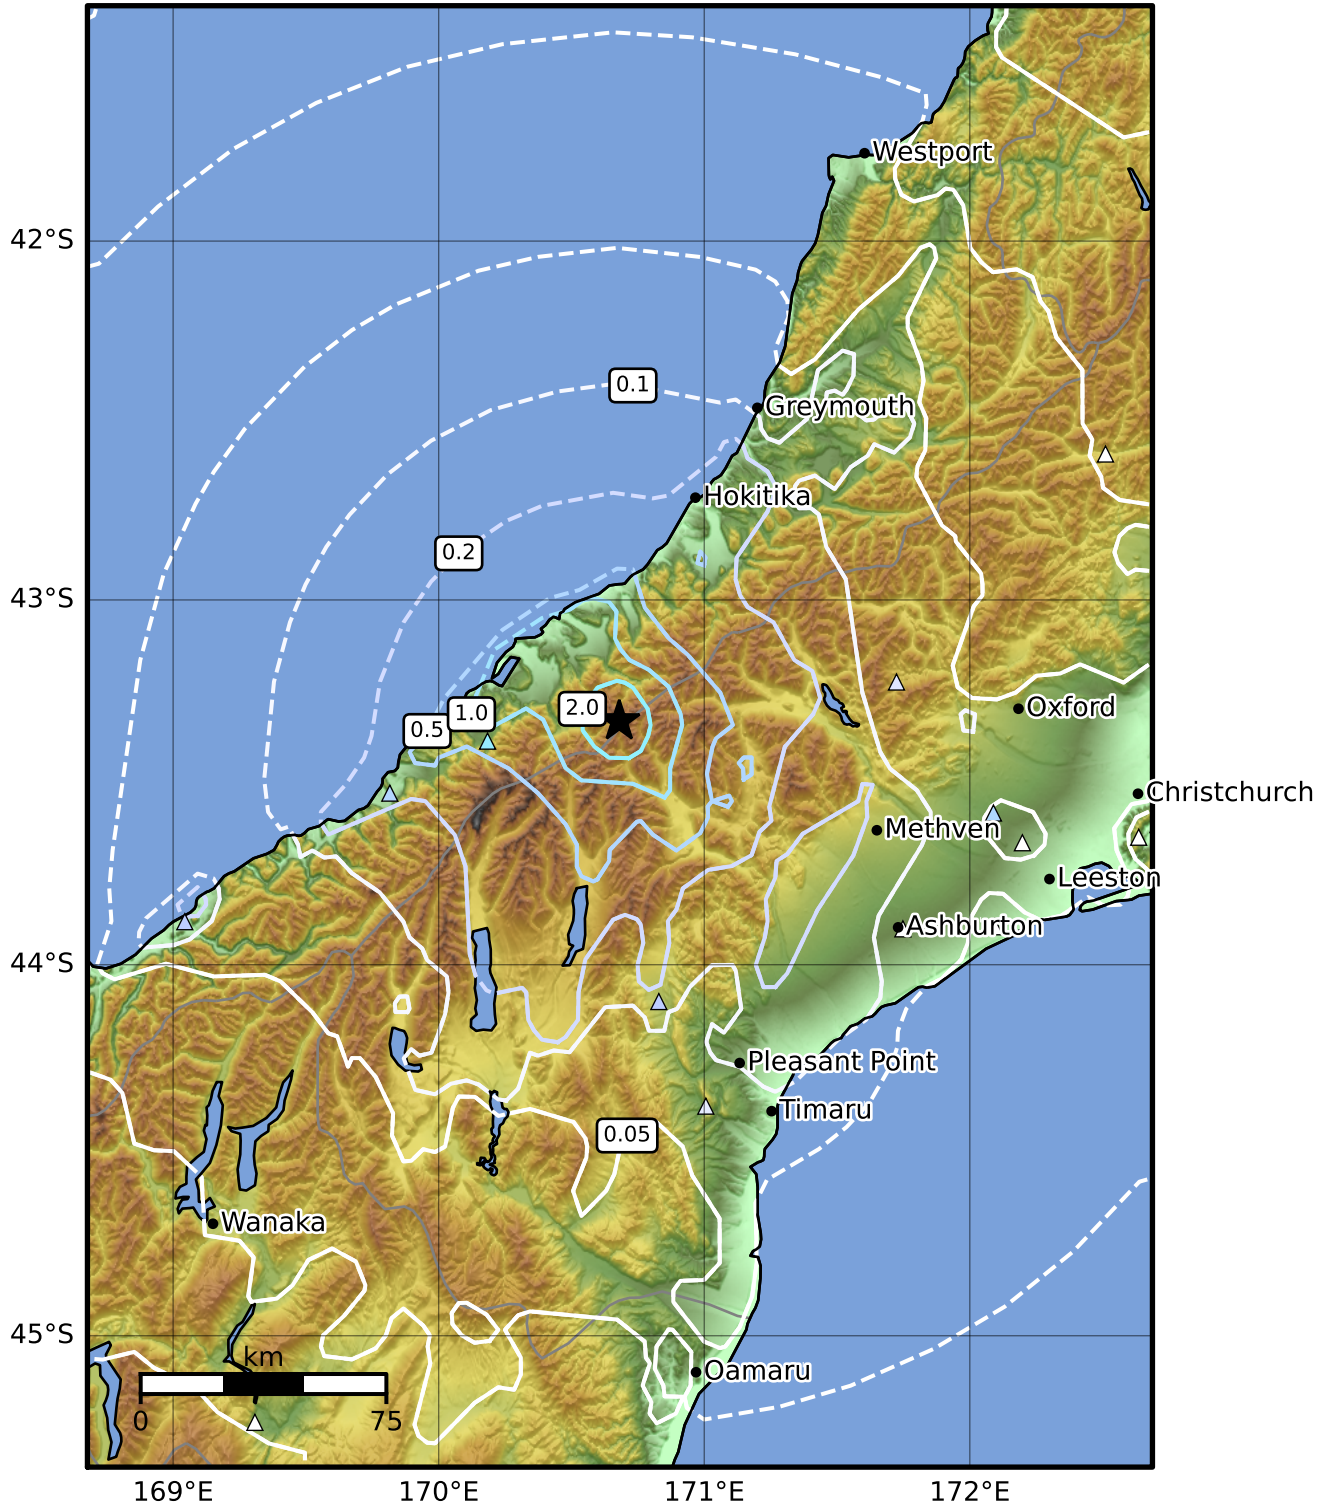 Westport
42°S
0.1
Greymouth
Hokitika
0.2
43°S
Oxford
2.0
1.0
0.5
Christchurch
Methven
Leeston
Ashburton
44°S
Pleasant Point
Timaru
0.05
Wanaka
45°S
km
Oamaru
0 75
169°E 170°E 171°E 172°E